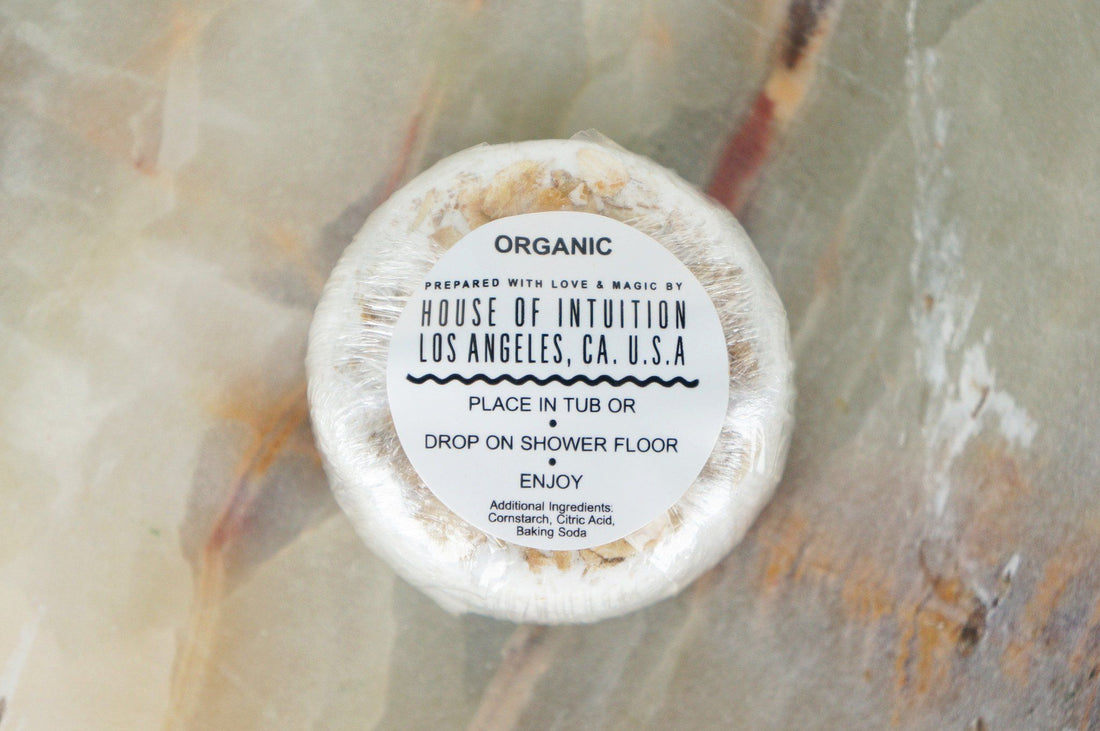 ORGANIC
PREPARED WITH LOVE & MAGIC BY
HOUSE OF INTUITION
LOS ANGELES, CA. U.S.A
PLACE IN TUB OR
•
DROP ON SHOWER FLOOR
•
ENJOY
Additional Ingredients:
Cornstarch, Citric Acid,
Baking Soda